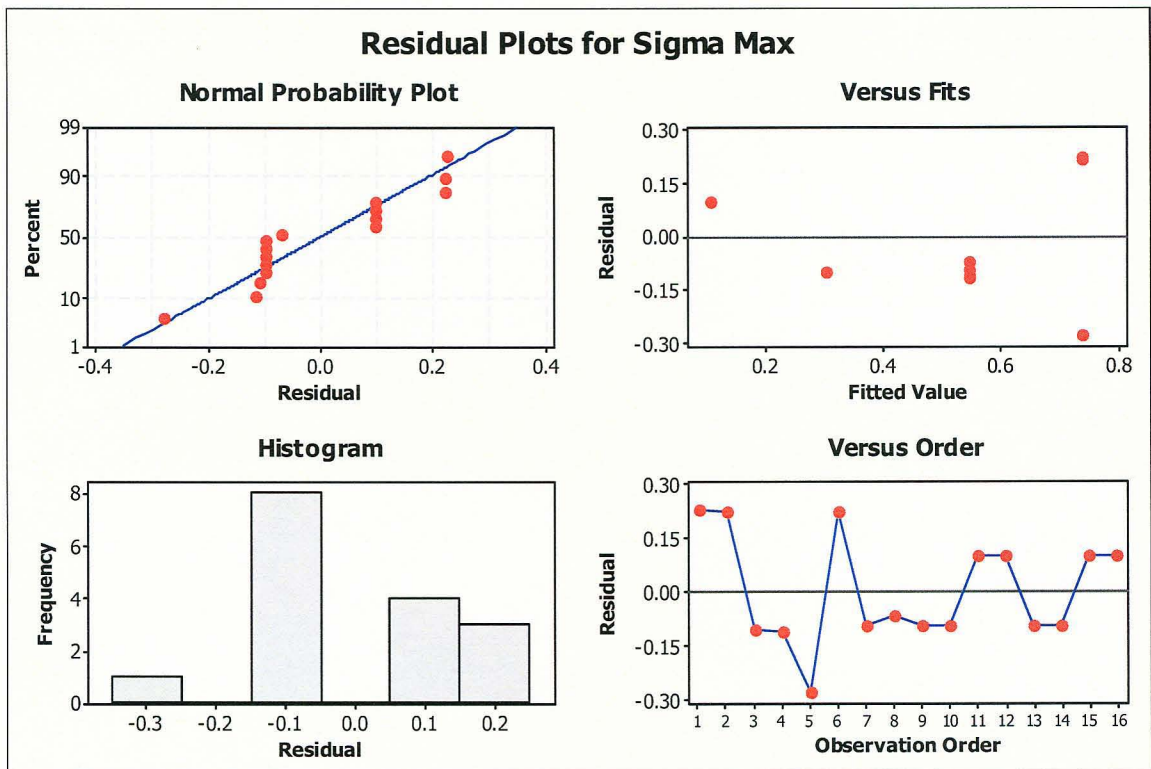 Residual Plots for Sigma Max
Normal Probability Plot
99
90
50
10
1
Percent
-0.4 -0.2 0.0 0.2 0.4
Residual
Versus Fits
0.30
0.15
0.00
-0.15
-0.30
Residual
0.2 0.4 0.6 0.8
Fitted Value
Histogram
8
6
4
2
0
Frequency
-0.3 -0.2 -0.1 0.0 0.1 0.2
Residual
Versus Order
0.30
0.15
0.00
-0.15
-0.30
Residual
1 2 3 4 5 6 7 8 9 10 11 12 13 14 15 16
Observation Order